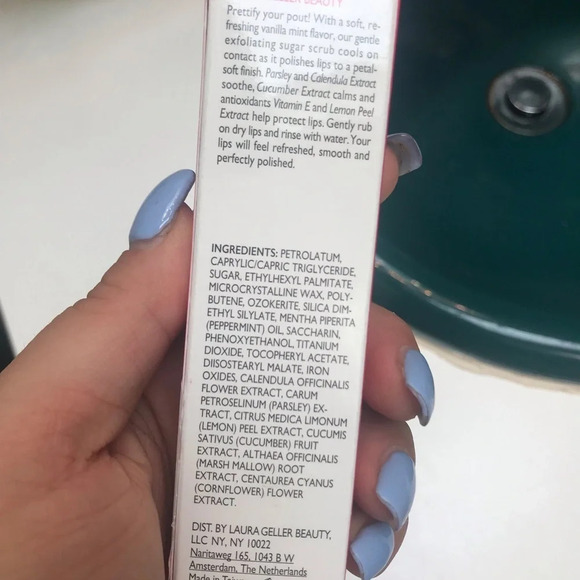 GELLER BEAUTY
Prettify your pout! With a soft, re-
freshing vanilla mint flavor, our gentle
exfoliating sugar scrub cools on
contact as it polishes lips to a petal-
soft finish. Parsley and Calendula Extract
soothe, Cucumber Extract calms and
antioxidants Vitamin E and Lemon Peel
Extract help protect lips. Gently rub
on dry lips and rinse with water. Your
lips will feel refreshed, smooth and
perfectly polished.
INGREDIENTS: PETROLATUM,
CAPRYLIC/CAPRIC TRIGLYCERIDE,
SUGAR, ETHYLHEXYL PALMITATE,
MICROCRYSTALLINE WAX, POLY-
BUTENE, OZOKERITE, SILICA DIM-
ETHYL SILYLATE, MENTHA PIPERITA
(PEPPERMINT) OIL, SACCHARIN,
PHENOXYETHANOL, TITANIUM
DIOXIDE, TOCOPHERYL ACETATE,
DIISOSTEARYL MALATE, IRON
OXIDES, CALENDULA OFFICINALIS
FLOWER EXTRACT, CARUM
PETROSELINUM (PARSLEY) EX-
TRACT, CITRUS MEDICA LIMONUM
(LEMON) PEEL EXTRACT, CUCUMIS
SATIVUS (CUCUMBER) FRUIT
EXTRACT, ALTHAEA OFFICINALIS
(MARSH MALLOW) ROOT
EXTRACT, CENTAUREA CYANUS
(CORNFLOWER) FLOWER
EXTRACT.
DIST. BY LAURA GELLER BEAUTY,
LLC NY, NY, 10022
Naritaweg 165, 1043 B W
Amsterdam, The Netherlands
Made in